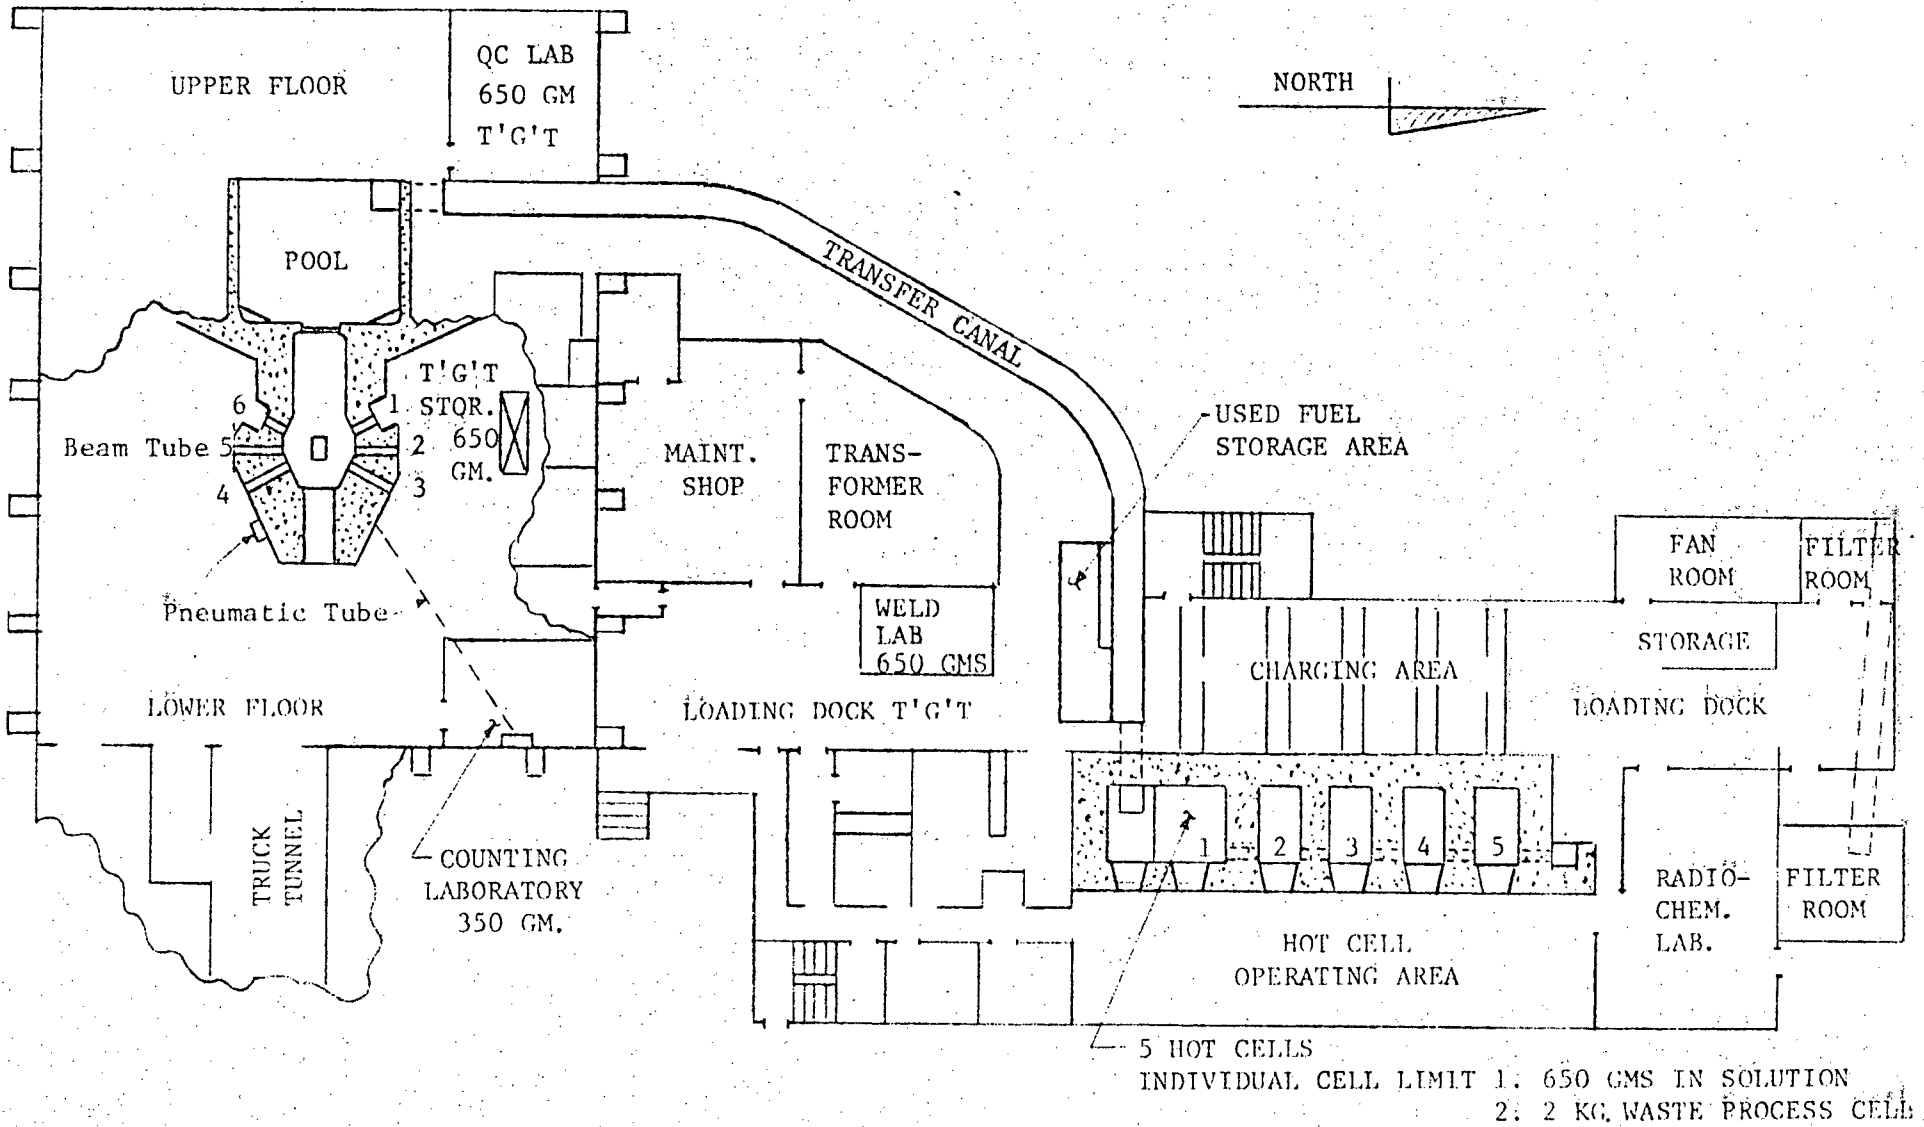 UPPER FLOOR
QC LAB
650 GM
T'G'T
NORTH
POOL
TRANSFER CANAL
T'G'T
STOR.
650
GM.
6
1
Beam Tube 5
2
4
3
MAINT.
SHOP
TRANS-
FORMER
ROOM
USED FUEL
STORAGE AREA
FAN
ROOM
FILTER
ROOM
Pneumatic Tube
WELD
LAB
650 GMS
STORAGE
CHARGING AREA
LOWER FLOOR
LOADING DOCK T'G'T
LOADING DOCK
TRUCK
TUNNEL
COUNTING
LABORATORY
350 GM.
1
2
3
4
5
RADIO-
CHEM.
LAB.
FILTER
ROOM
HOT CELL
OPERATING AREA
5 HOT CELLS
INDIVIDUAL CELL LIMIT 1. 650 GMS IN SOLUTION
2. 2 KG. WASTE PROCESS CELL